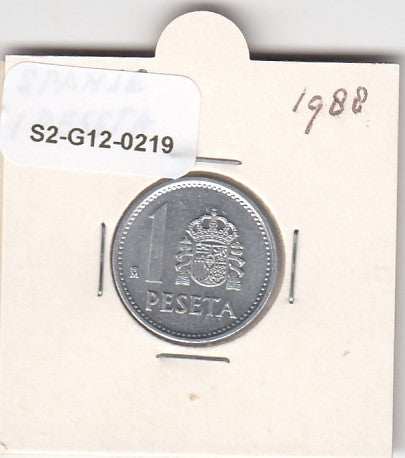 SPANJE
1 PESETA
S2-G12-0219
1988
1
M
PESETA